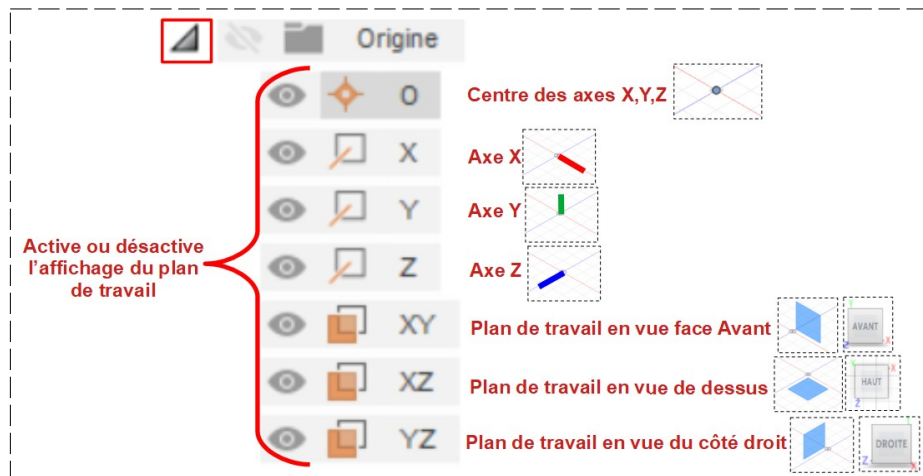 Origine
O
Centre des axes X,Y,Z
X
Axe X
Y
Axe Y
Active ou désactive
l'affichage du plan
de travail
Z
Axe Z
XY
Plan de travail en vue face Avant
AVANT
Y
Z
X
XZ
Plan de travail en vue de dessus
HAUT
Y
X
Z
YZ
Plan de travail en vue du côté droit
DROITE
Y
Z
X